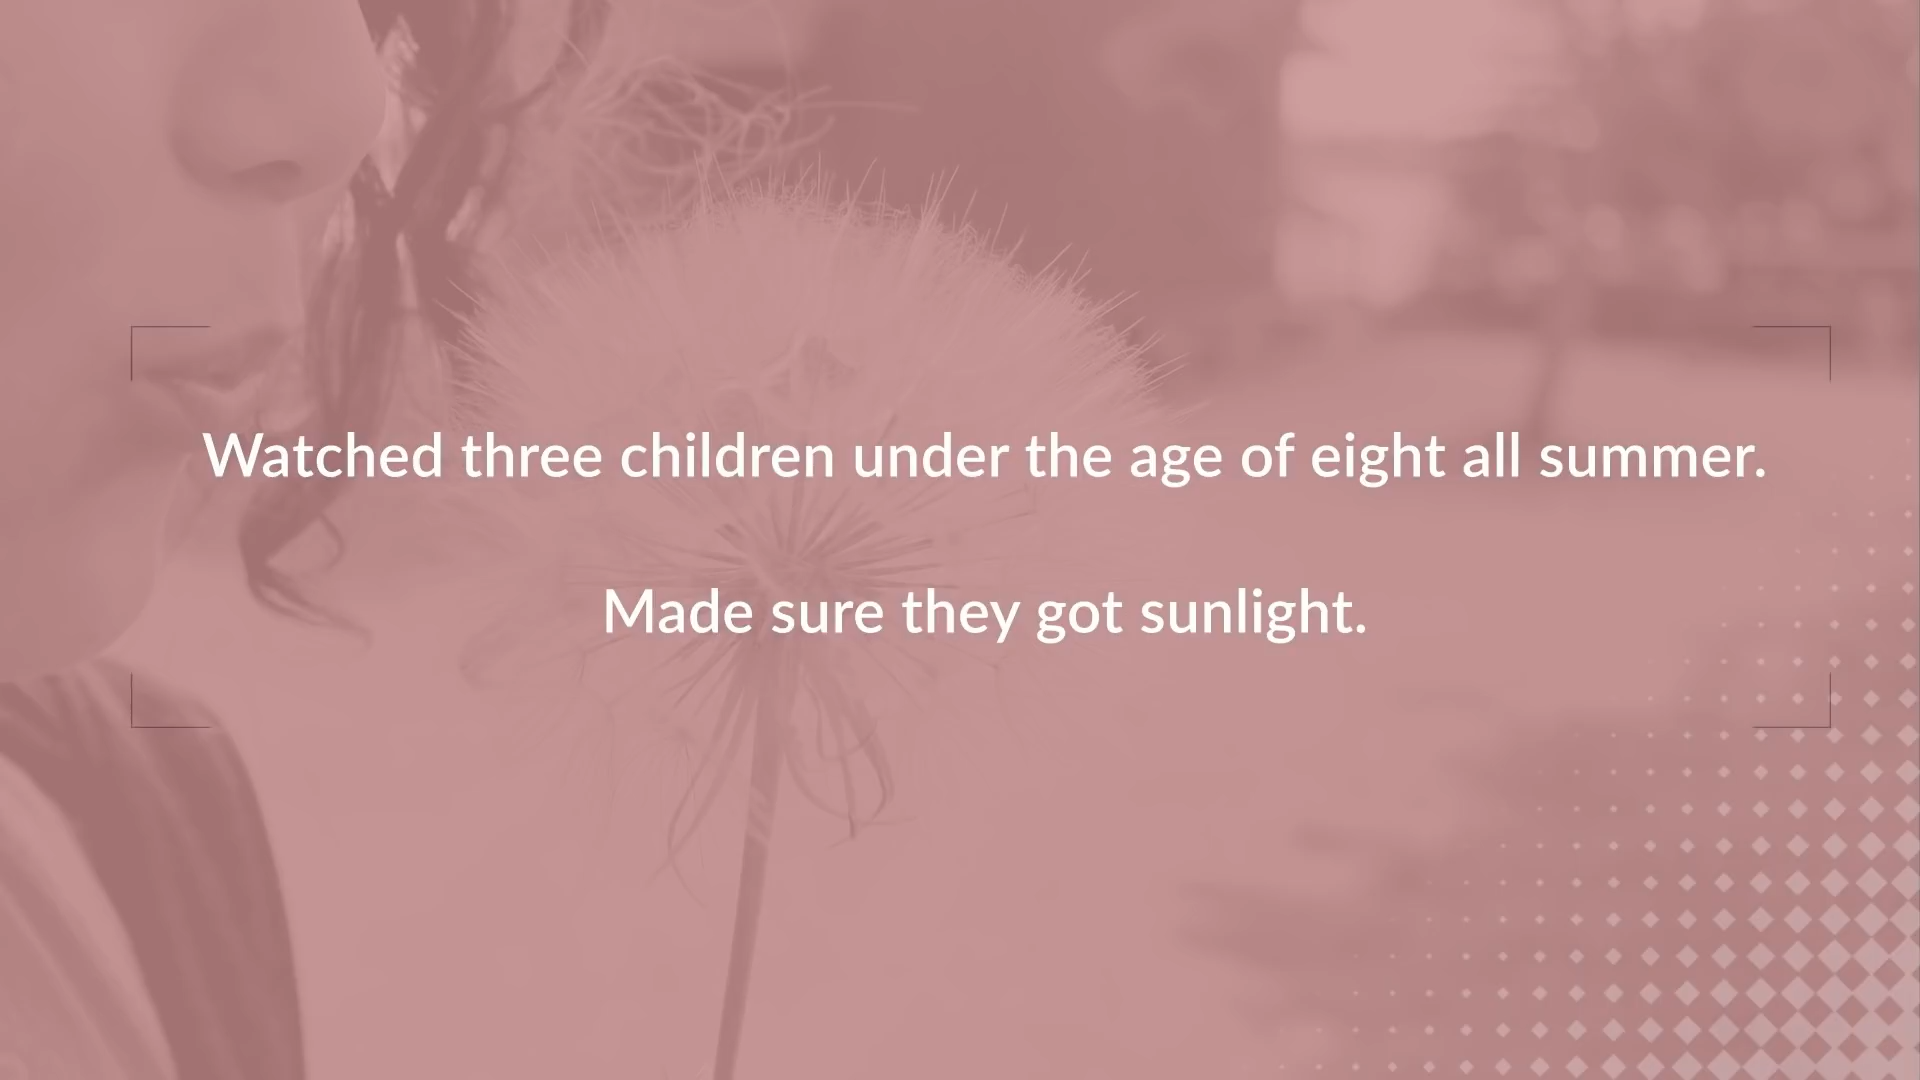 Watched three children under the age of eight all summer.
Made sure they got sunlight.